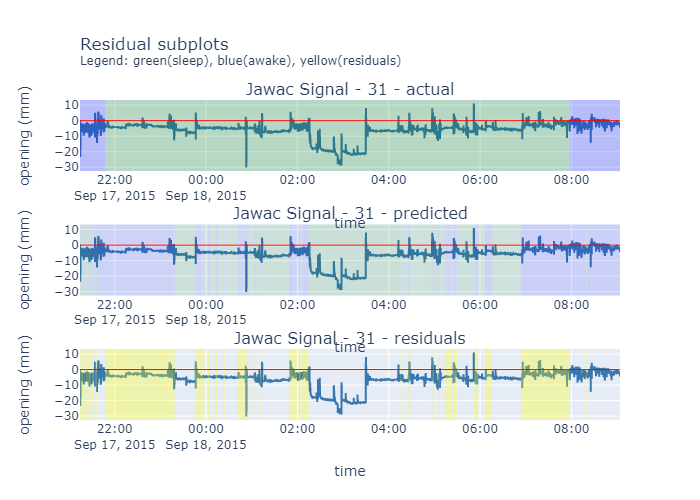 Residual subplots
Legend: green(sleep), blue(awake), yellow(residuals)
Jawac Signal - 31 - actual
opening (mm)
10
0
−10
−20
−30
22:00 00:00 02:00 04:00 06:00 08:00
Sep 17, 2015 Sep 18, 2015
time
Jawac Signal - 31 - predicted
opening (mm)
10
0
−10
−20
−30
22:00 00:00 02:00 04:00 06:00 08:00
Sep 17, 2015 Sep 18, 2015
time
Jawac Signal - 31 - residuals
opening (mm)
10
0
−10
−20
−30
22:00 00:00 02:00 04:00 06:00 08:00
Sep 17, 2015 Sep 18, 2015
time